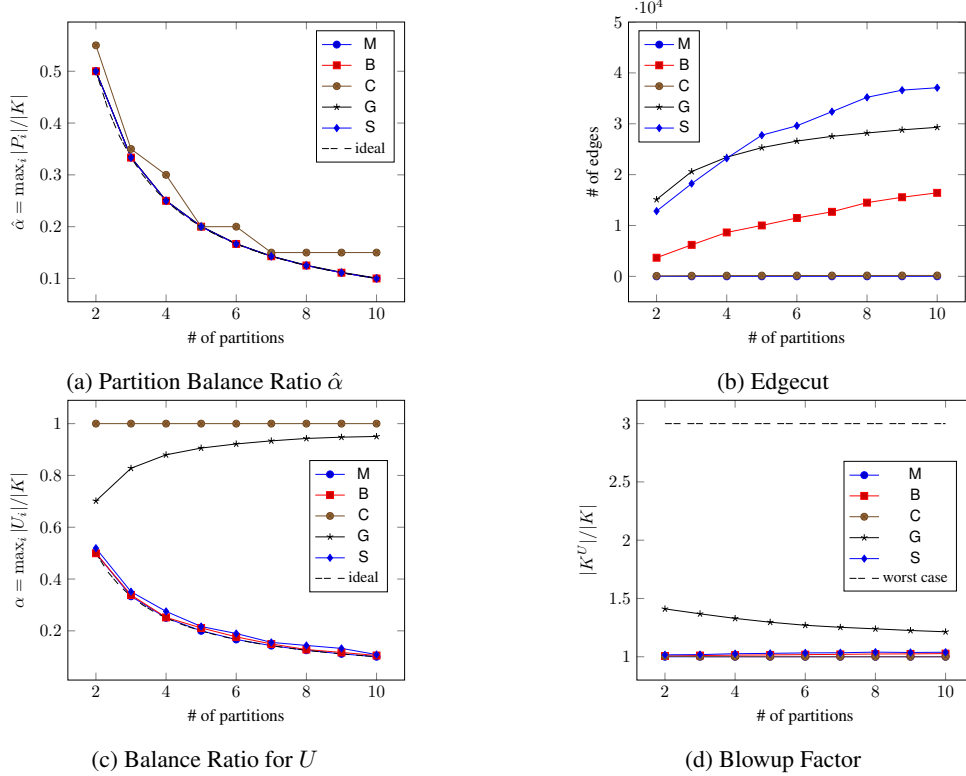 0.5
0.4
0.3
0.2
0.1
α̂ = max_i |P_i|/|K|
2
4
6
8
10
# of partitions
M
B
C
G
S
ideal
(a) Partition Balance Ratio α̂
·10⁴
5
4
3
2
1
0
# of edges
2
4
6
8
10
# of partitions
M
B
C
G
S
(b) Edgecut
1
0.8
0.6
0.4
0.2
α = max_i |U_i|/|K|
2
4
6
8
10
# of partitions
M
B
C
G
S
ideal
(c) Balance Ratio for U
3
2.5
2
1.5
1
|K^U|/|K|
2
4
6
8
10
# of partitions
M
B
C
G
S
worst case
(d) Blowup Factor